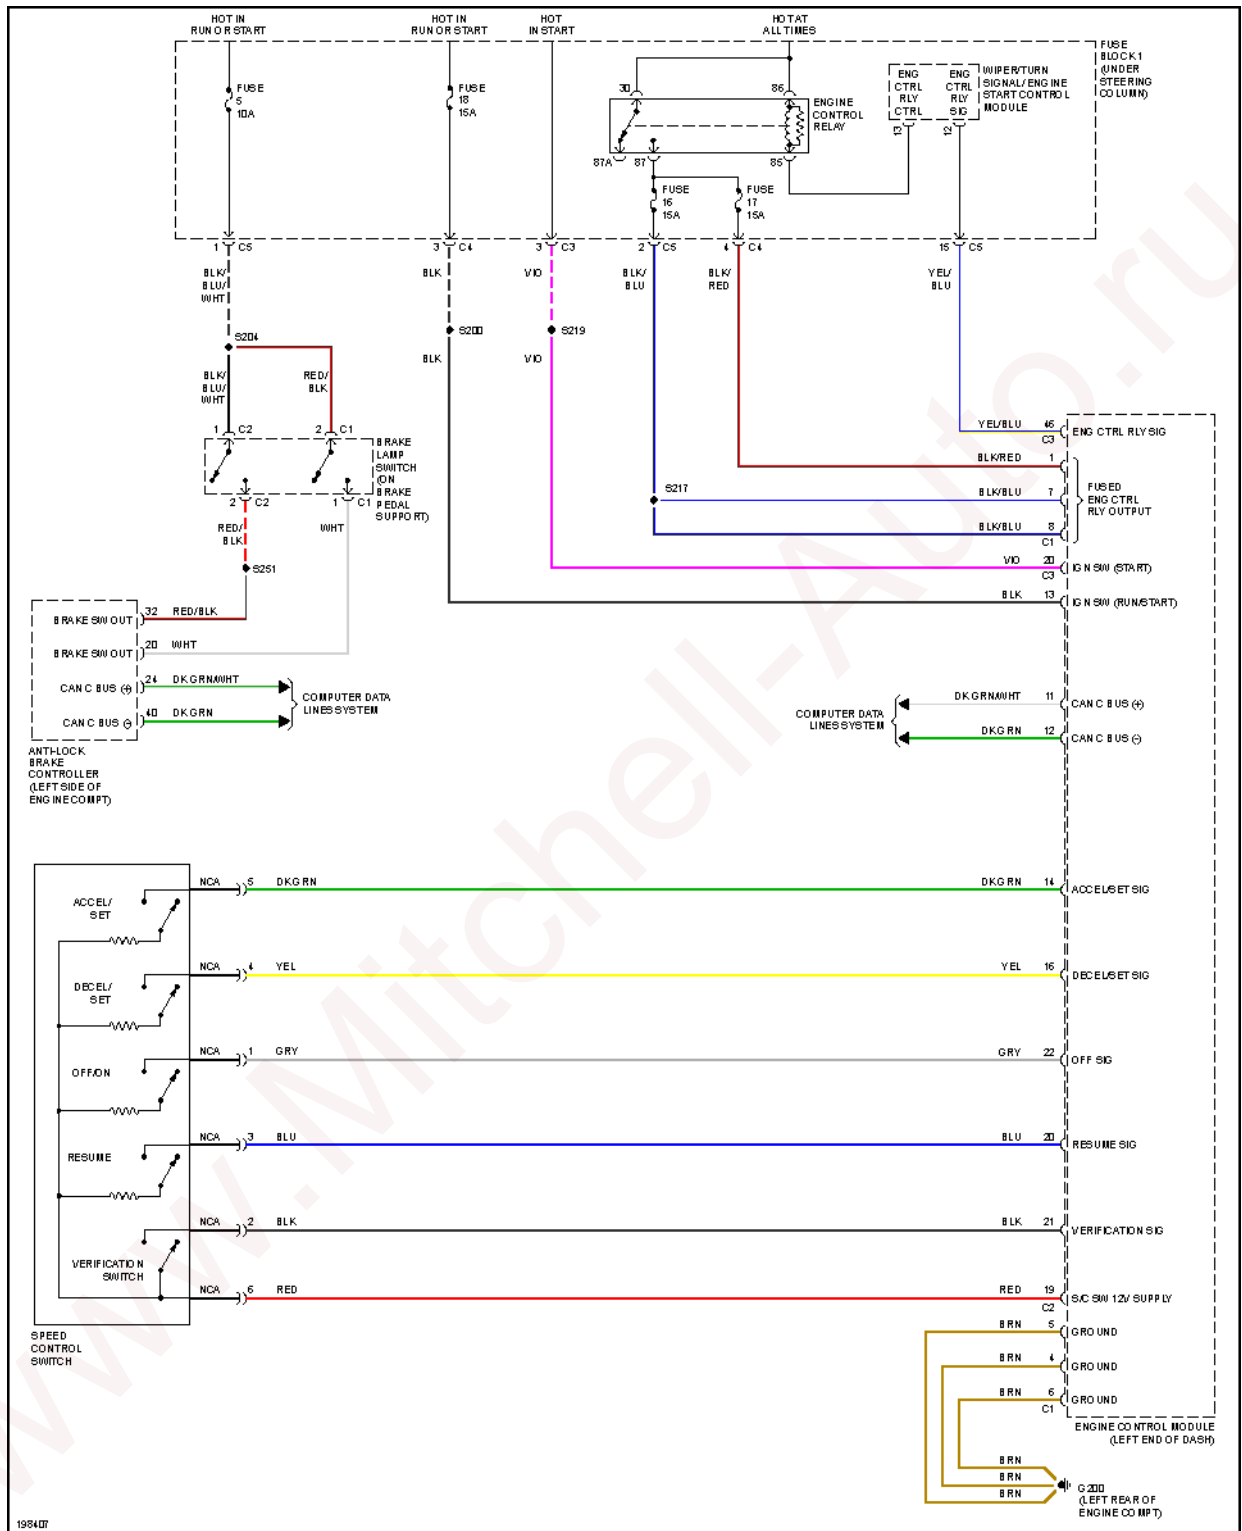 HOT IN
RUN OR START
HOT IN
RUN OR START
HOT
IN START
HOT AT
ALL TIMES
FUSE
5
10A
FUSE
18
15A
30
86
ENGINE
CONTROL
RELAY
87A
87
85
FUSE
16
15A
FUSE
17
15A
ENG
CTRL
RLY
CTRL
ENG
CTRL
RLY
SIG
13
12
WIPER/TURN
SIGNAL/ENGINE
START CONTROL
MODULE
FUSE
BLOCK 1
(UNDER
STEERING
COLUMN)
1 C5
3 C4
3 C3
2 C5
4 C4
15 C5
BLK/
BLU/
WHT
BLK
VIO
BLK/
BLU
BLK/
RED
YEL/
BLU
S204
S200
S219
BLK
VIO
BLK/
BLU/
WHT
RED/
BLK
1 C2
2 C1
BRAKE
LAMP
SWITCH
(ON
BRAKE
PEDAL
SUPPORT)
2 C2
1 C1
RED/
BLK
WHT
S251
S217
YEL/BLU 46
C3
ENG CTRL RLY SIG
BLK/RED 1
BLK/BLU 7
BLK/BLU 8
C1
FUSED
ENG CTRL
RLY OUTPUT
VIO 20
C3
IGN SW (START)
BLK 13
IGN SW (RUN/START)
BRAKE SW OUT
32 RED/BLK
BRAKE SW OUT
20 WHT
CAN C BUS (+)
24 DKGRN/WHT
CAN C BUS (-)
40 DKGRN
COMPUTER DATA
LINES SYSTEM
ANTI-LOCK
BRAKE
CONTROLLER
(LEFT SIDE OF
ENGINE COMPT)
COMPUTER DATA
LINES SYSTEM
DKGRN/WHT 11
CAN C BUS (+)
DKGRN 12
CAN C BUS (-)
ACCEL/
SET
NCA 5 DKGRN
DKGRN 14
ACCEL/SET SIG
DECEL/
SET
NCA 4 YEL
YEL 16
DECEL/SET SIG
OFF/ON
NCA 1 GRY
GRY 22
OFF SIG
RESUME
NCA 3 BLU
BLU 20
RESUME SIG
VERIFICATION
SWITCH
NCA 2 BLK
BLK 21
VERIFICATION SIG
NCA 6 RED
RED 19
C2
S/C SW 12V SUPPLY
SPEED
CONTROL
SWITCH
BRN 5
GROUND
BRN 4
GROUND
BRN 6
C1
GROUND
ENGINE CONTROL MODULE
(LEFT END OF DASH)
BRN
BRN
BRN
G200
(LEFT REAR OF
ENGINE COMPT)
198407
www.Mitchell-Auto.ru